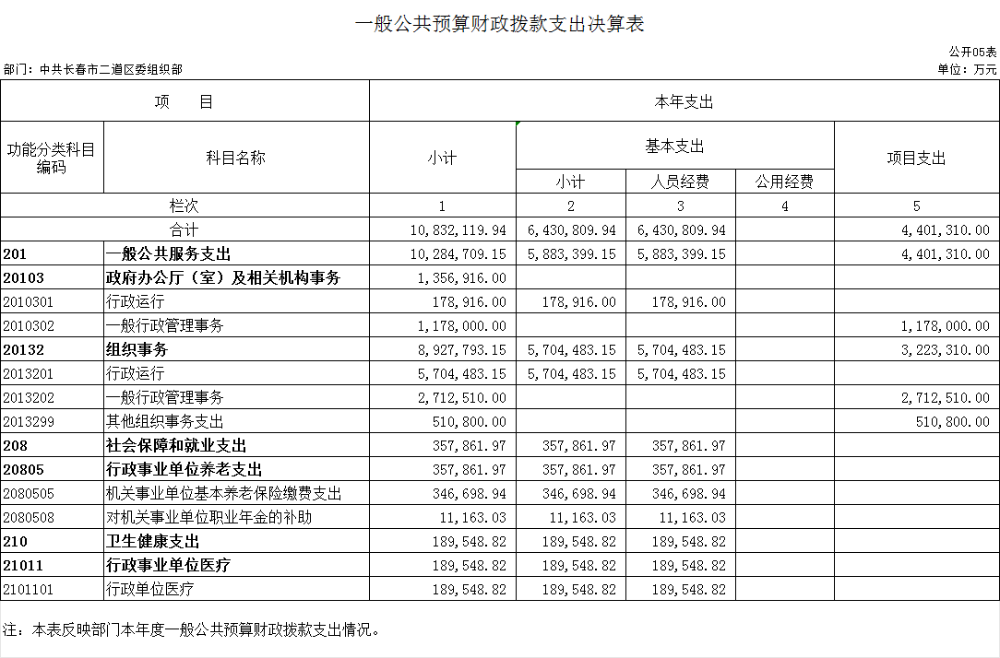 一般公共预算财政拨款支出决算表
公开05表
部门：中共长春市二道区委组织部 单位：万元
项 目 本年支出
功能分类科目编码 科目名称 小计 基本支出 项目支出
小计 人员经费 公用经费
栏次 1 2 3 4 5
合计 10,832,119.94 6,430,809.94 6,430,809.94 4,401,310.00
201 一般公共服务支出 10,284,709.15 5,883,399.15 5,883,399.15 4,401,310.00
20103 政府办公厅（室）及相关机构事务 1,356,916.00
2010301 行政运行 178,916.00 178,916.00 178,916.00
2010302 一般行政管理事务 1,178,000.00 1,178,000.00
20132 组织事务 8,927,793.15 5,704,483.15 5,704,483.15 3,223,310.00
2013201 行政运行 5,704,483.15 5,704,483.15 5,704,483.15
2013202 一般行政管理事务 2,712,510.00 2,712,510.00
2013299 其他组织事务支出 510,800.00 510,800.00
208 社会保障和就业支出 357,861.97 357,861.97 357,861.97
20805 行政事业单位养老支出 357,861.97 357,861.97 357,861.97
2080505 机关事业单位基本养老保险缴费支出 346,698.94 346,698.94 346,698.94
2080508 对机关事业单位职业年金的补助 11,163.03 11,163.03 11,163.03
210 卫生健康支出 189,548.82 189,548.82 189,548.82
21011 行政事业单位医疗 189,548.82 189,548.82 189,548.82
2101101 行政单位医疗 189,548.82 189,548.82 189,548.82
注：本表反映部门本年度一般公共预算财政拨款支出情况。